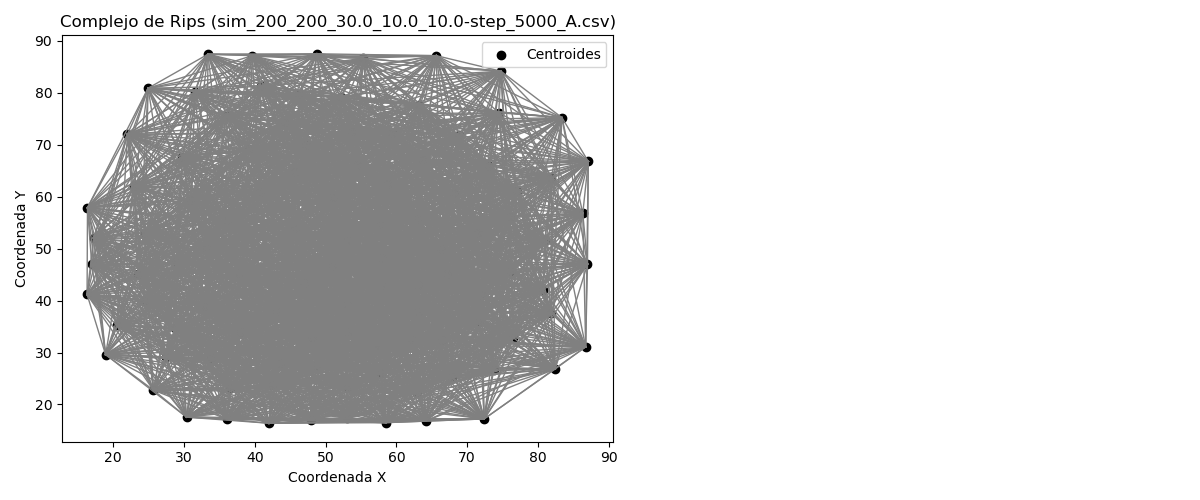 Complejo de Rips (sim_200_200_30.0_10.0_10.0-step_5000_A.csv)
90
80
70
60
50
40
30
20
Coordenada Y
Centroides
20 30 40 50 60 70 80 90
Coordenada X